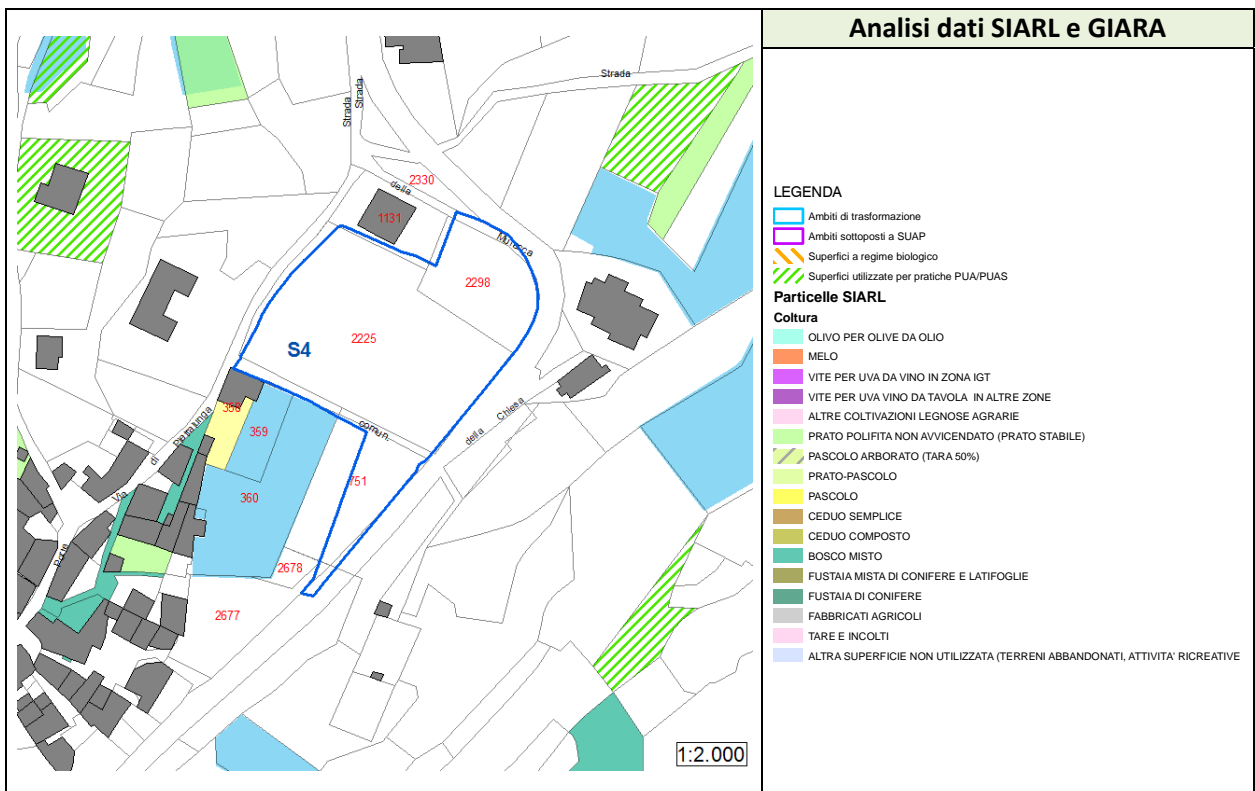 Analisi dati SIARL e GIARA
Strada
Strada
Strada
2330
della
1131
Muracca
2298
2225
S4
358
359
Via
di
Pietralunga
comun.
della
Chiesa
751
360
2678
2677
Ponte
1:2.000
LEGENDA
Ambiti di trasformazione
Ambiti sottoposti a SUAP
Superfici a regime biologico
Superfici utilizzate per pratiche PUA/PUAS
Particelle SIARL
Coltura
OLIVO PER OLIVE DA OLIO
MELO
VITE PER UVA DA VINO IN ZONA IGT
VITE PER UVA VINO DA TAVOLA IN ALTRE ZONE
ALTRE COLTIVAZIONI LEGNOSE AGRARIE
PRATO POLIFITA NON AVVICENDATO (PRATO STABILE)
PASCOLO ARBORATO (TARA 50%)
PRATO-PASCOLO
PASCOLO
CEDUO SEMPLICE
CEDUO COMPOSTO
BOSCO MISTO
FUSTAIA MISTA DI CONIFERE E LATIFOGLIE
FUSTAIA DI CONIFERE
FABBRICATI AGRICOLI
TARE E INCOLTI
ALTRA SUPERFICIE NON UTILIZZATA (TERRENI ABBANDONATI, ATTIVITA' RICREATIVE